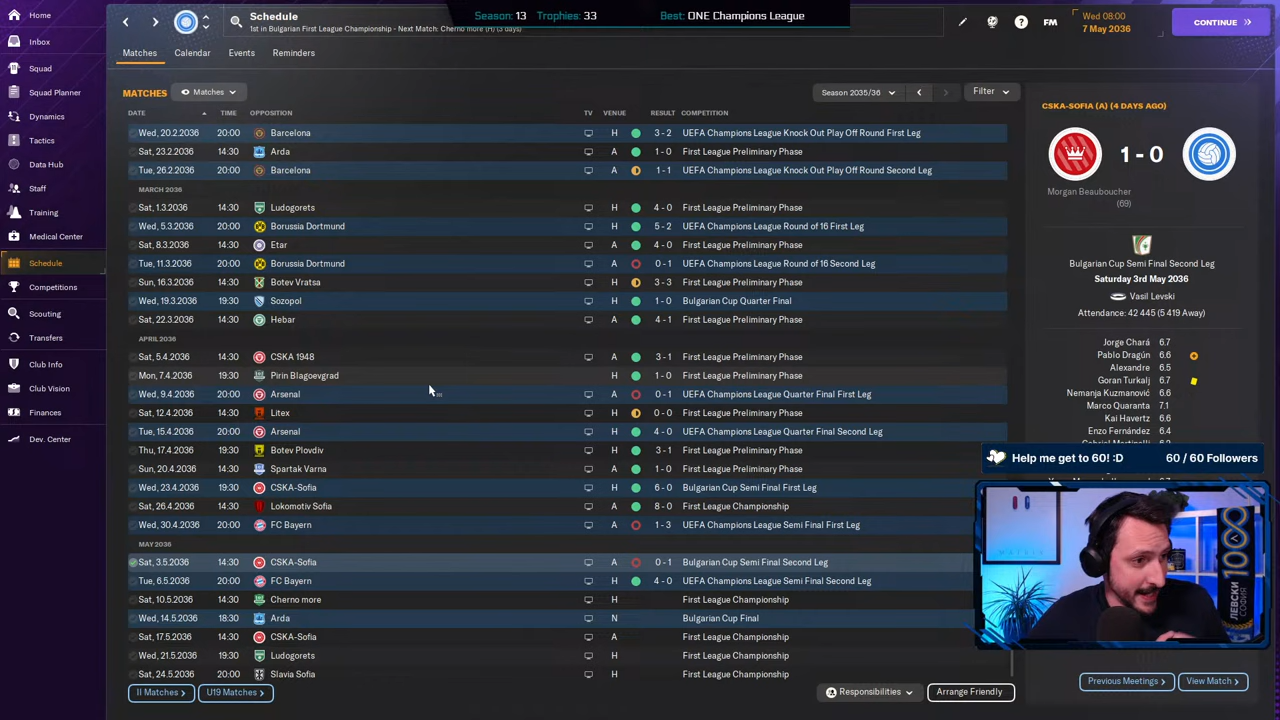 Home
Inbox
Squad
Squad Planner
Dynamics
Tactics
Data Hub
Staff
Training
Medical Center
Schedule
Competitions
Scouting
Transfers
Club Info
Club Vision
Finances
Dev. Center
Schedule
1st in Bulgarian First League Championship - Next Match: Cherno more (H) (3 days)
Season: 13 Trophies: 33 Best: ONE Champions League
FM
Wed 08:00
7 May 2036
CONTINUE
Matches Calendar Events Reminders
MATCHES Matches Season 2035/36 Filter
DATE TIME OPPOSITION TV VENUE RESULT COMPETITION
Wed, 20.2.2036 20:00 Barcelona H 3 - 2 UEFA Champions League Knock Out Play Off Round First Leg
Sat, 23.2.2036 14:30 Arda A 1 - 0 First League Preliminary Phase
Tue, 26.2.2036 20:00 Barcelona A 1 - 1 UEFA Champions League Knock Out Play Off Round Second Leg
MARCH 2036
Sat, 1.3.2036 14:30 Ludogorets H 4 - 0 First League Preliminary Phase
Wed, 5.3.2036 20:00 Borussia Dortmund H 5 - 2 UEFA Champions League Round of 16 First Leg
Sat, 8.3.2036 14:30 Etar A 4 - 0 First League Preliminary Phase
Tue, 11.3.2036 20:00 Borussia Dortmund A 0 - 1 UEFA Champions League Round of 16 Second Leg
Sun, 16.3.2036 14:30 Botev Vratsa H 3 - 3 First League Preliminary Phase
Wed, 19.3.2036 19:30 Sozopol H 1 - 0 Bulgarian Cup Quarter Final
Sat, 22.3.2036 14:30 Hebar A 4 - 1 First League Preliminary Phase
APRIL 2036
Sat, 5.4.2036 14:30 CSKA 1948 A 3 - 1 First League Preliminary Phase
Mon, 7.4.2036 19:30 Pirin Blagoevgrad H 1 - 0 First League Preliminary Phase
Wed, 9.4.2036 20:00 Arsenal A 0 - 1 UEFA Champions League Quarter Final First Leg
Sat, 12.4.2036 14:30 Litex H 0 - 0 First League Preliminary Phase
Tue, 15.4.2036 20:00 Arsenal H 4 - 0 UEFA Champions League Quarter Final Second Leg
Thu, 17.4.2036 19:30 Botev Plovdiv H 3 - 1 First League Preliminary Phase
Sun, 20.4.2036 14:30 Spartak Varna A 1 - 0 First League Preliminary Phase
Wed, 23.4.2036 19:30 CSKA-Sofia H 6 - 0 Bulgarian Cup Semi Final First Leg
Sat, 26.4.2036 14:30 Lokomotiv Sofia H 8 - 0 First League Championship
Wed, 30.4.2036 20:00 FC Bayern A 1 - 3 UEFA Champions League Semi Final First Leg
MAY 2036
Sat, 3.5.2036 14:30 CSKA-Sofia A 0 - 1 Bulgarian Cup Semi Final Second Leg
Tue, 6.5.2036 20:00 FC Bayern H 4 - 0 UEFA Champions League Semi Final Second Leg
Sat, 10.5.2036 14:30 Cherno more H First League Championship
Wed, 14.5.2036 18:30 Arda N Bulgarian Cup Final
Sat, 17.5.2036 14:30 CSKA-Sofia A First League Championship
Wed, 21.5.2036 19:30 Ludogorets H First League Championship
Sat, 24.5.2036 20:00 Slavia Sofia H First League Championship
II Matches U19 Matches Responsibilities Arrange Friendly
CSKA-SOFIA (A) (4 DAYS AGO)
1 - 0
Morgan Beauboucher
(69)
Bulgarian Cup Semi Final Second Leg
Saturday 3rd May 2036
Vasil Levski
Attendance: 42 445 (5 419 Away)
Jorge Chará 6.7
Pablo Dragún 6.6
Alexandre 6.5
Goran Turkalj 6.7
Nemanja Kuzmanović 6.6
Marco Quaranta 7.1
Kai Havertz 6.6
Enzo Fernández 6.4
Help me get to 60! :D 60 / 60 Followers
ЛЕВСКИ
СОФИЯ
Previous Meetings View Match